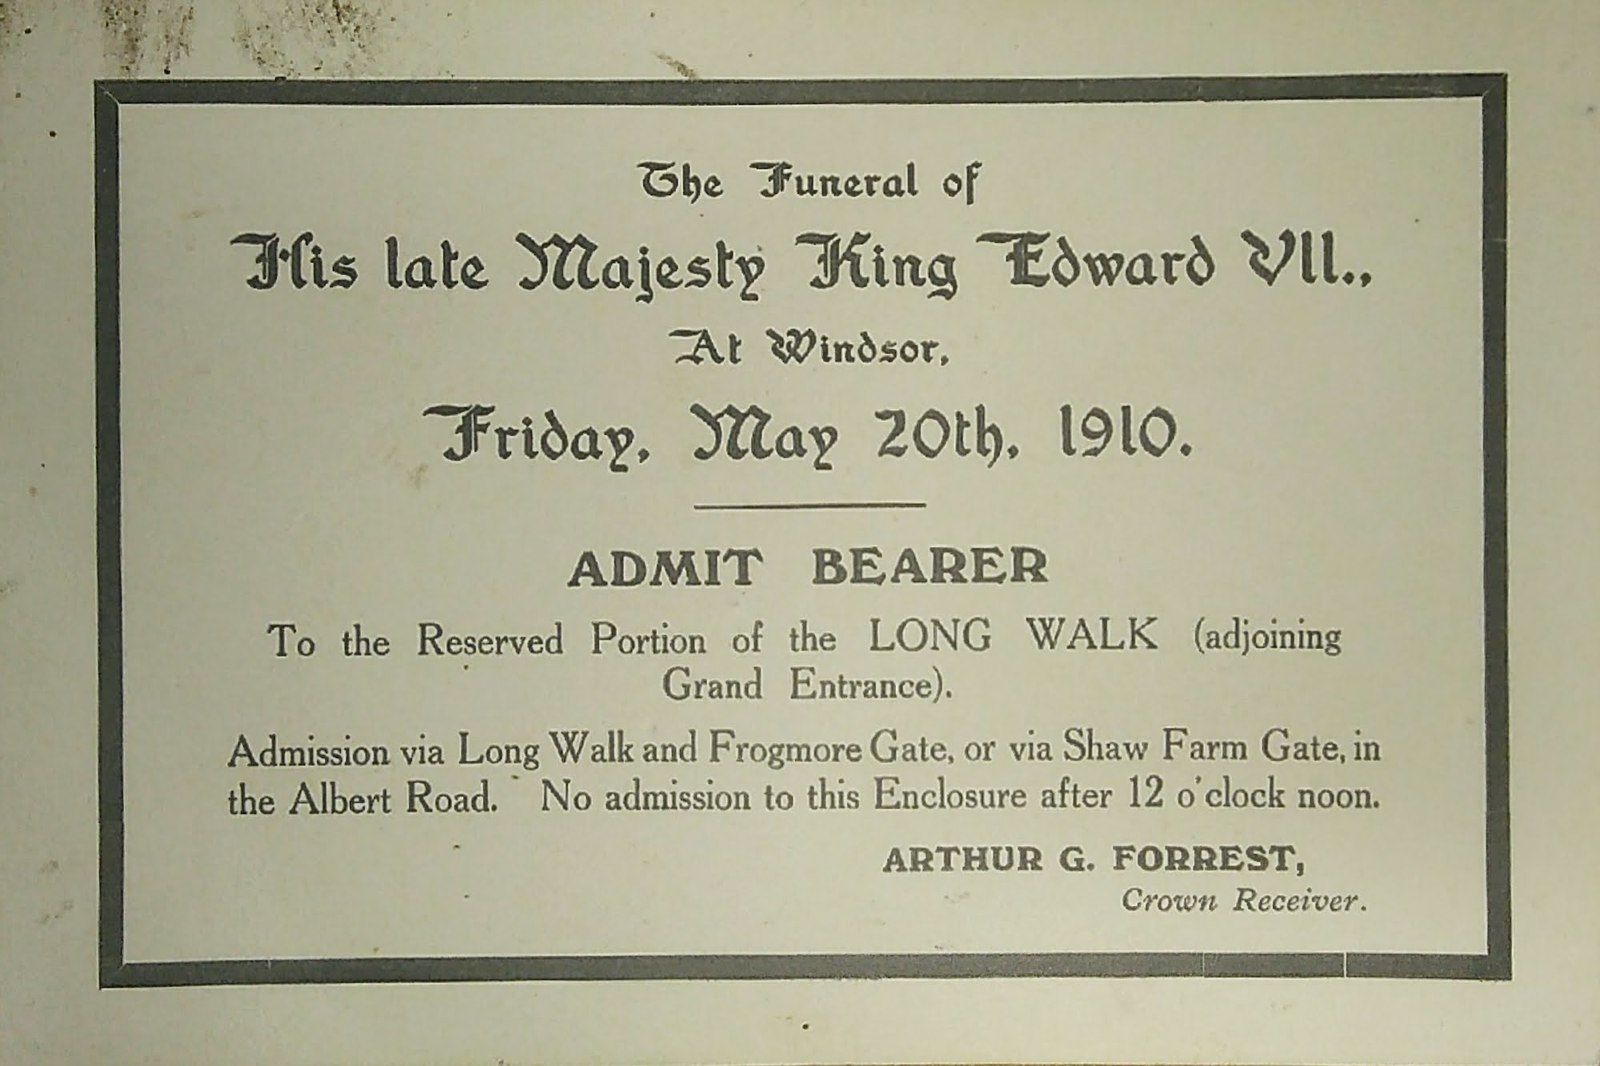 The Funeral of
His late Majesty King Edward VII.,
At Windsor,
Friday, May 20th, 1910.
ADMIT BEARER
To the Reserved Portion of the LONG WALK (adjoining
Grand Entrance).
Admission via Long Walk and Frogmore Gate, or via Shaw Farm Gate, in
the Albert Road. No admission to this Enclosure after 12 o'clock noon.
ARTHUR G. FORREST,
Crown Receiver.